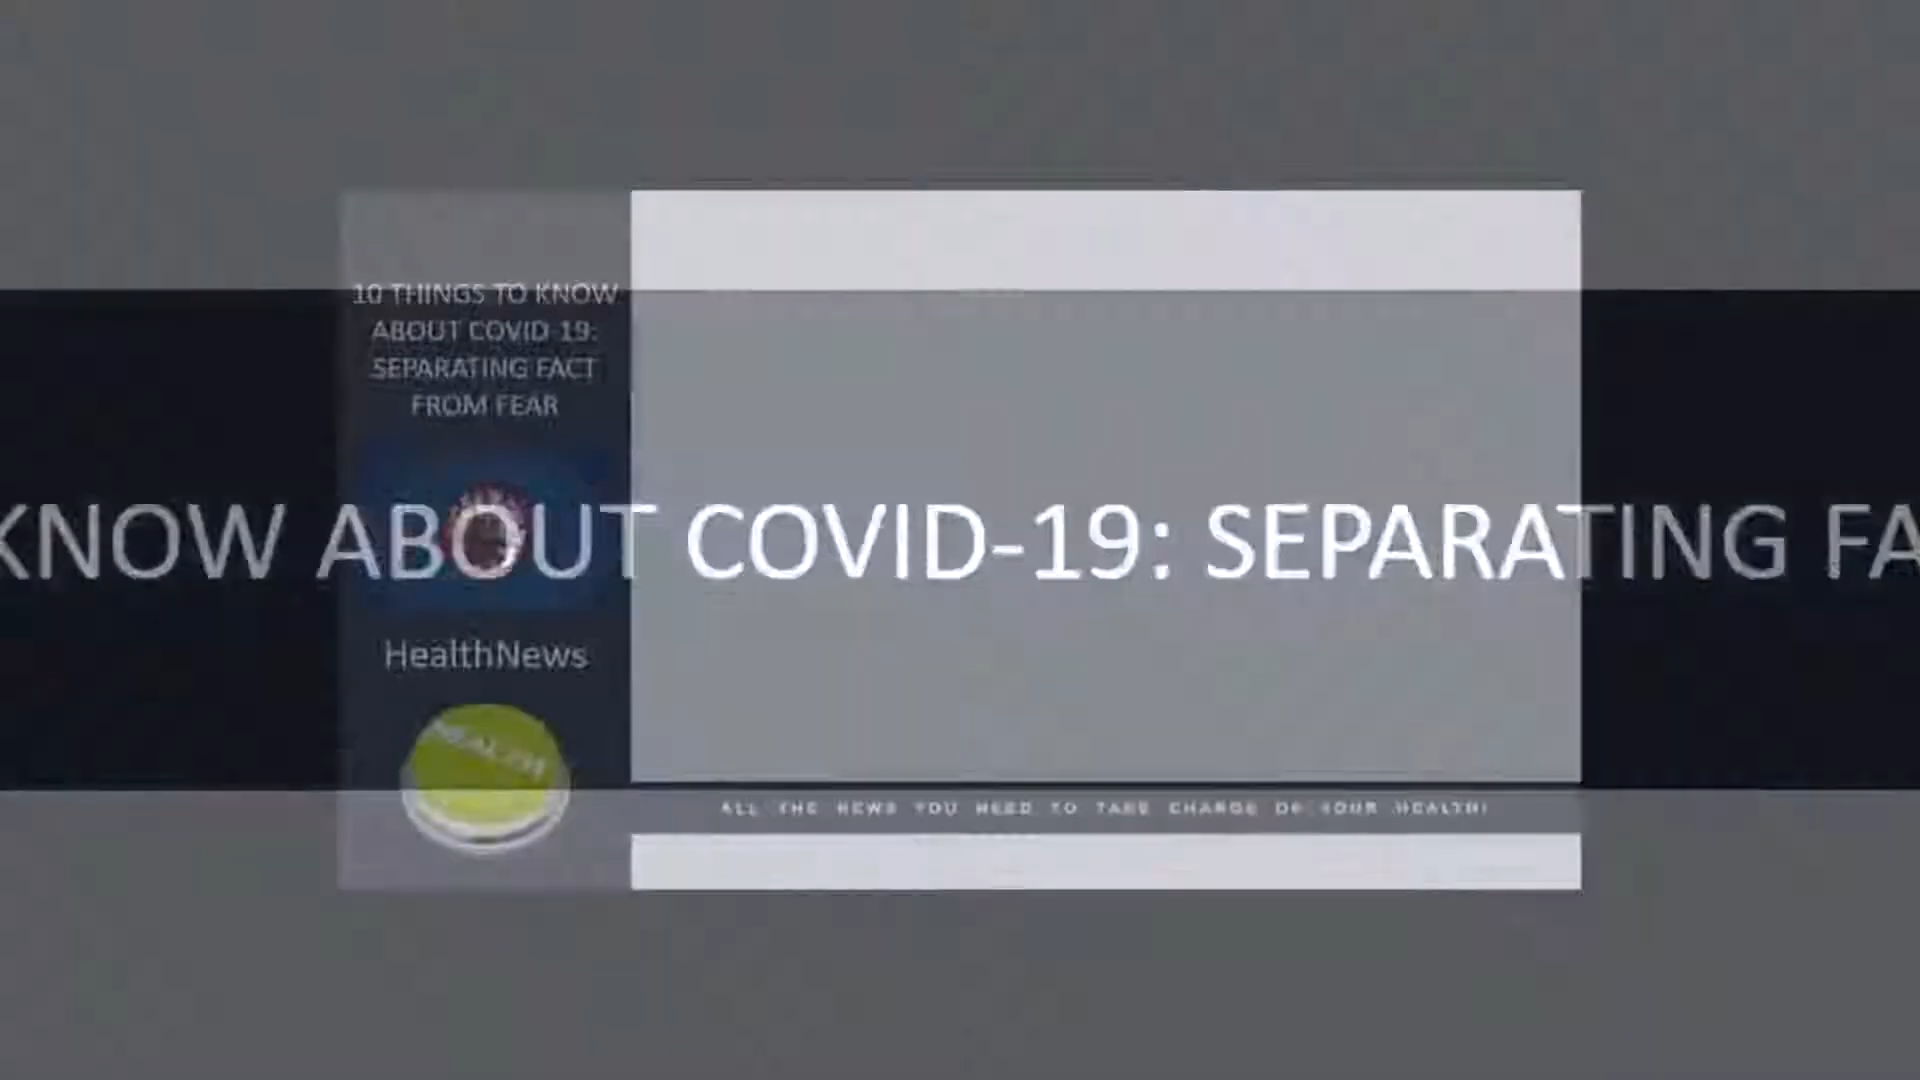 10 THINGS TO KNOW
ABOUT COVID-19:
SEPARATING FACT
FROM FEAR
KNOW ABOUT COVID-19: SEPARATING FA
HealthNews
HEALTH
ALL THE NEWS YOU NEED TO TAKE CHARGE OF YOUR HEALTH!